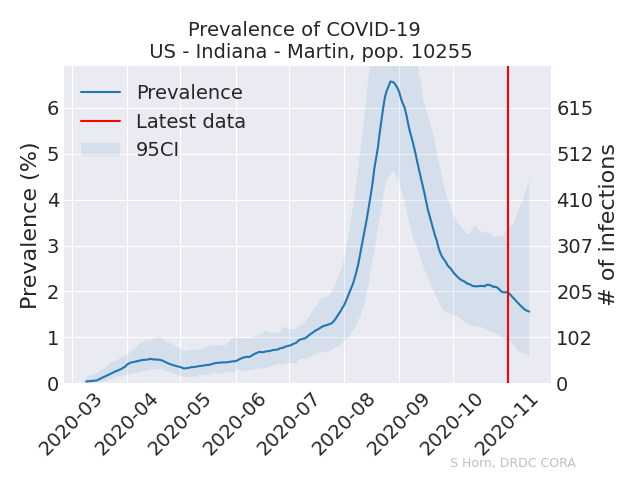 Prevalence of COVID-19
US - Indiana - Martin, pop. 10255
Prevalence
Latest data
95CI
Prevalence (%)
6
5
4
3
2
1
0
615
512
410
307
205
102
0
# of infections
2020-03
2020-04
2020-05
2020-06
2020-07
2020-08
2020-09
2020-10
2020-11
S Horn, DRDC CORA